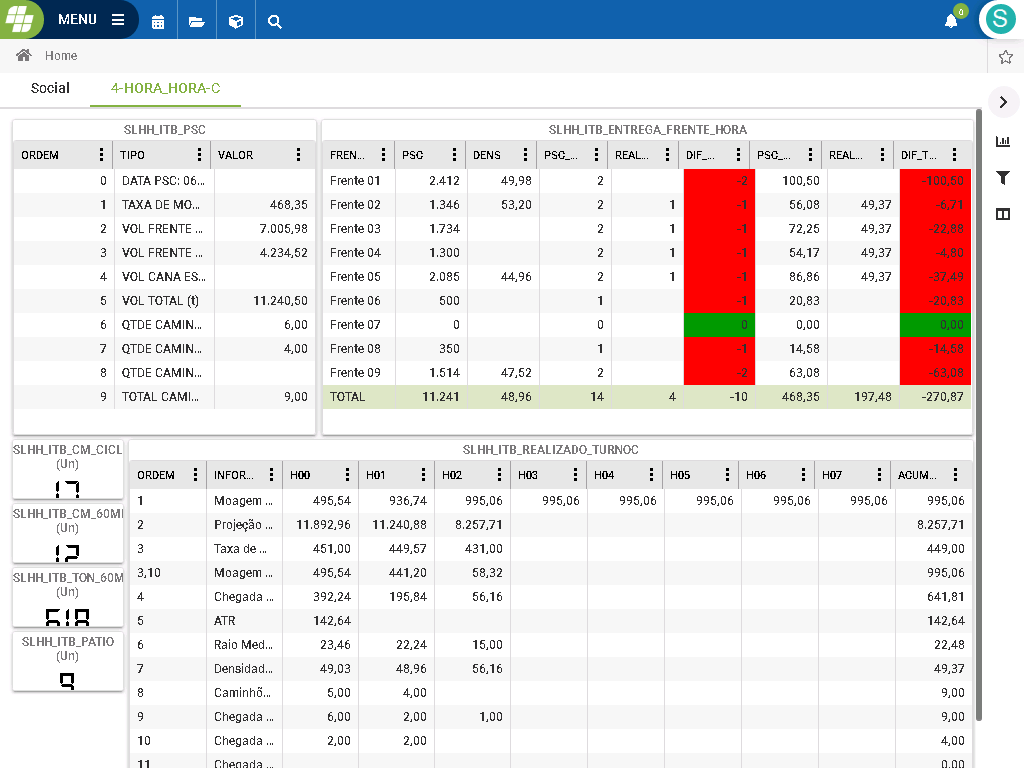 MENU
6
S
Home
Social 4-HORA_HORA-C
SLHH_ITB_PSC
ORDEM TIPO VALOR
0 DATA PSC: 06...
1 TAXA DE MO... 468,35
2 VOL FRENTE ... 7.005,98
3 VOL FRENTE ... 4.234,52
4 VOL CANA ES...
5 VOL TOTAL (t) 11.240,50
6 QTDE CAMIN... 6,00
7 QTDE CAMIN... 4,00
8 QTDE CAMIN...
9 TOTAL CAMI... 9,00
SLHH_ITB_ENTREGA_FRENTE_HORA
FREN... PSC DENS PSC_... REAL... DIF_... PSC_... REAL... DIF_T...
Frente 01 2.412 49,98 2 -2 100,50 -100,50
Frente 02 1.346 53,20 2 1 -1 56,08 49,37 -6,71
Frente 03 1.734 2 1 -1 72,25 49,37 -22,88
Frente 04 1.300 2 1 -1 54,17 49,37 -4,80
Frente 05 2.085 44,96 2 1 -1 86,86 49,37 -37,49
Frente 06 500 1 -1 20,83 -20,83
Frente 07 0 0 0 0,00 0,00
Frente 08 350 1 -1 14,58 -14,58
Frente 09 1.514 47,52 2 -2 63,08 -63,08
TOTAL 11.241 48,96 14 4 -10 468,35 197,48 -270,87
SLHH_ITB_CM_CICL
(Un)
17
SLHH_ITB_CM_60MI
(Un)
12
SLHH_ITB_TON_60M
(Un)
618
SLHH_ITB_PATIO
(Un)
9
SLHH_ITB_REALIZADO_TURNOC
ORDEM INFOR... H00 H01 H02 H03 H04 H05 H06 H07 ACUM...
1 Moagem ... 495,54 936,74 995,06 995,06 995,06 995,06 995,06 995,06 995,06
2 Projeção ... 11.892,96 11.240,88 8.257,71 8.257,71
3 Taxa de ... 451,00 449,57 431,00 449,00
3,10 Moagem ... 495,54 441,20 58,32 995,06
4 Chegada ... 392,24 195,84 56,16 641,81
5 ATR 142,64 142,64
6 Raio Med... 23,46 22,24 15,00 22,48
7 Densidad... 49,03 48,96 56,16 49,37
8 Caminhõ... 5,00 4,00 9,00
9 Chegada ... 6,00 2,00 1,00 9,00
10 Chegada ... 2,00 2,00 4,00
11 Chegada ... 0,00